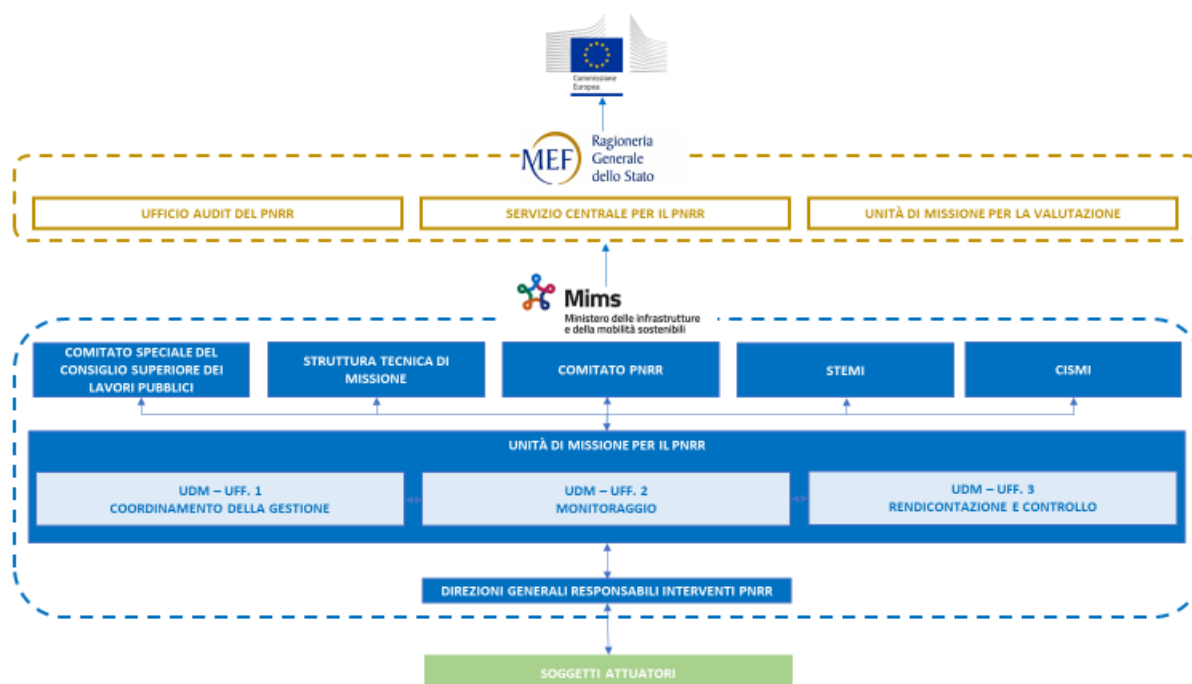 Commissione
Europea
MEF
Ragioneria
Generale
dello Stato
UFFICIO AUDIT DEL PNRR
SERVIZIO CENTRALE PER IL PNRR
UNITÀ DI MISSIONE PER LA VALUTAZIONE
Mims
Ministero delle infrastrutture
e della mobilità sostenibili
COMITATO SPECIALE DEL
CONSIGLIO SUPERIORE DEI
LAVORI PUBBLICI
STRUTTURA TECNICA DI
MISSIONE
COMITATO PNRR
STEMI
CISMI
UNITÀ DI MISSIONE PER IL PNRR
UDM – UFF. 1
COORDINAMENTO DELLA GESTIONE
UDM – UFF. 2
MONITORAGGIO
UDM – UFF. 3
RENDICONTAZIONE E CONTROLLO
DIREZIONI GENERALI RESPONSABILI INTERVENTI PNRR
SOGGETTI ATTUATORI